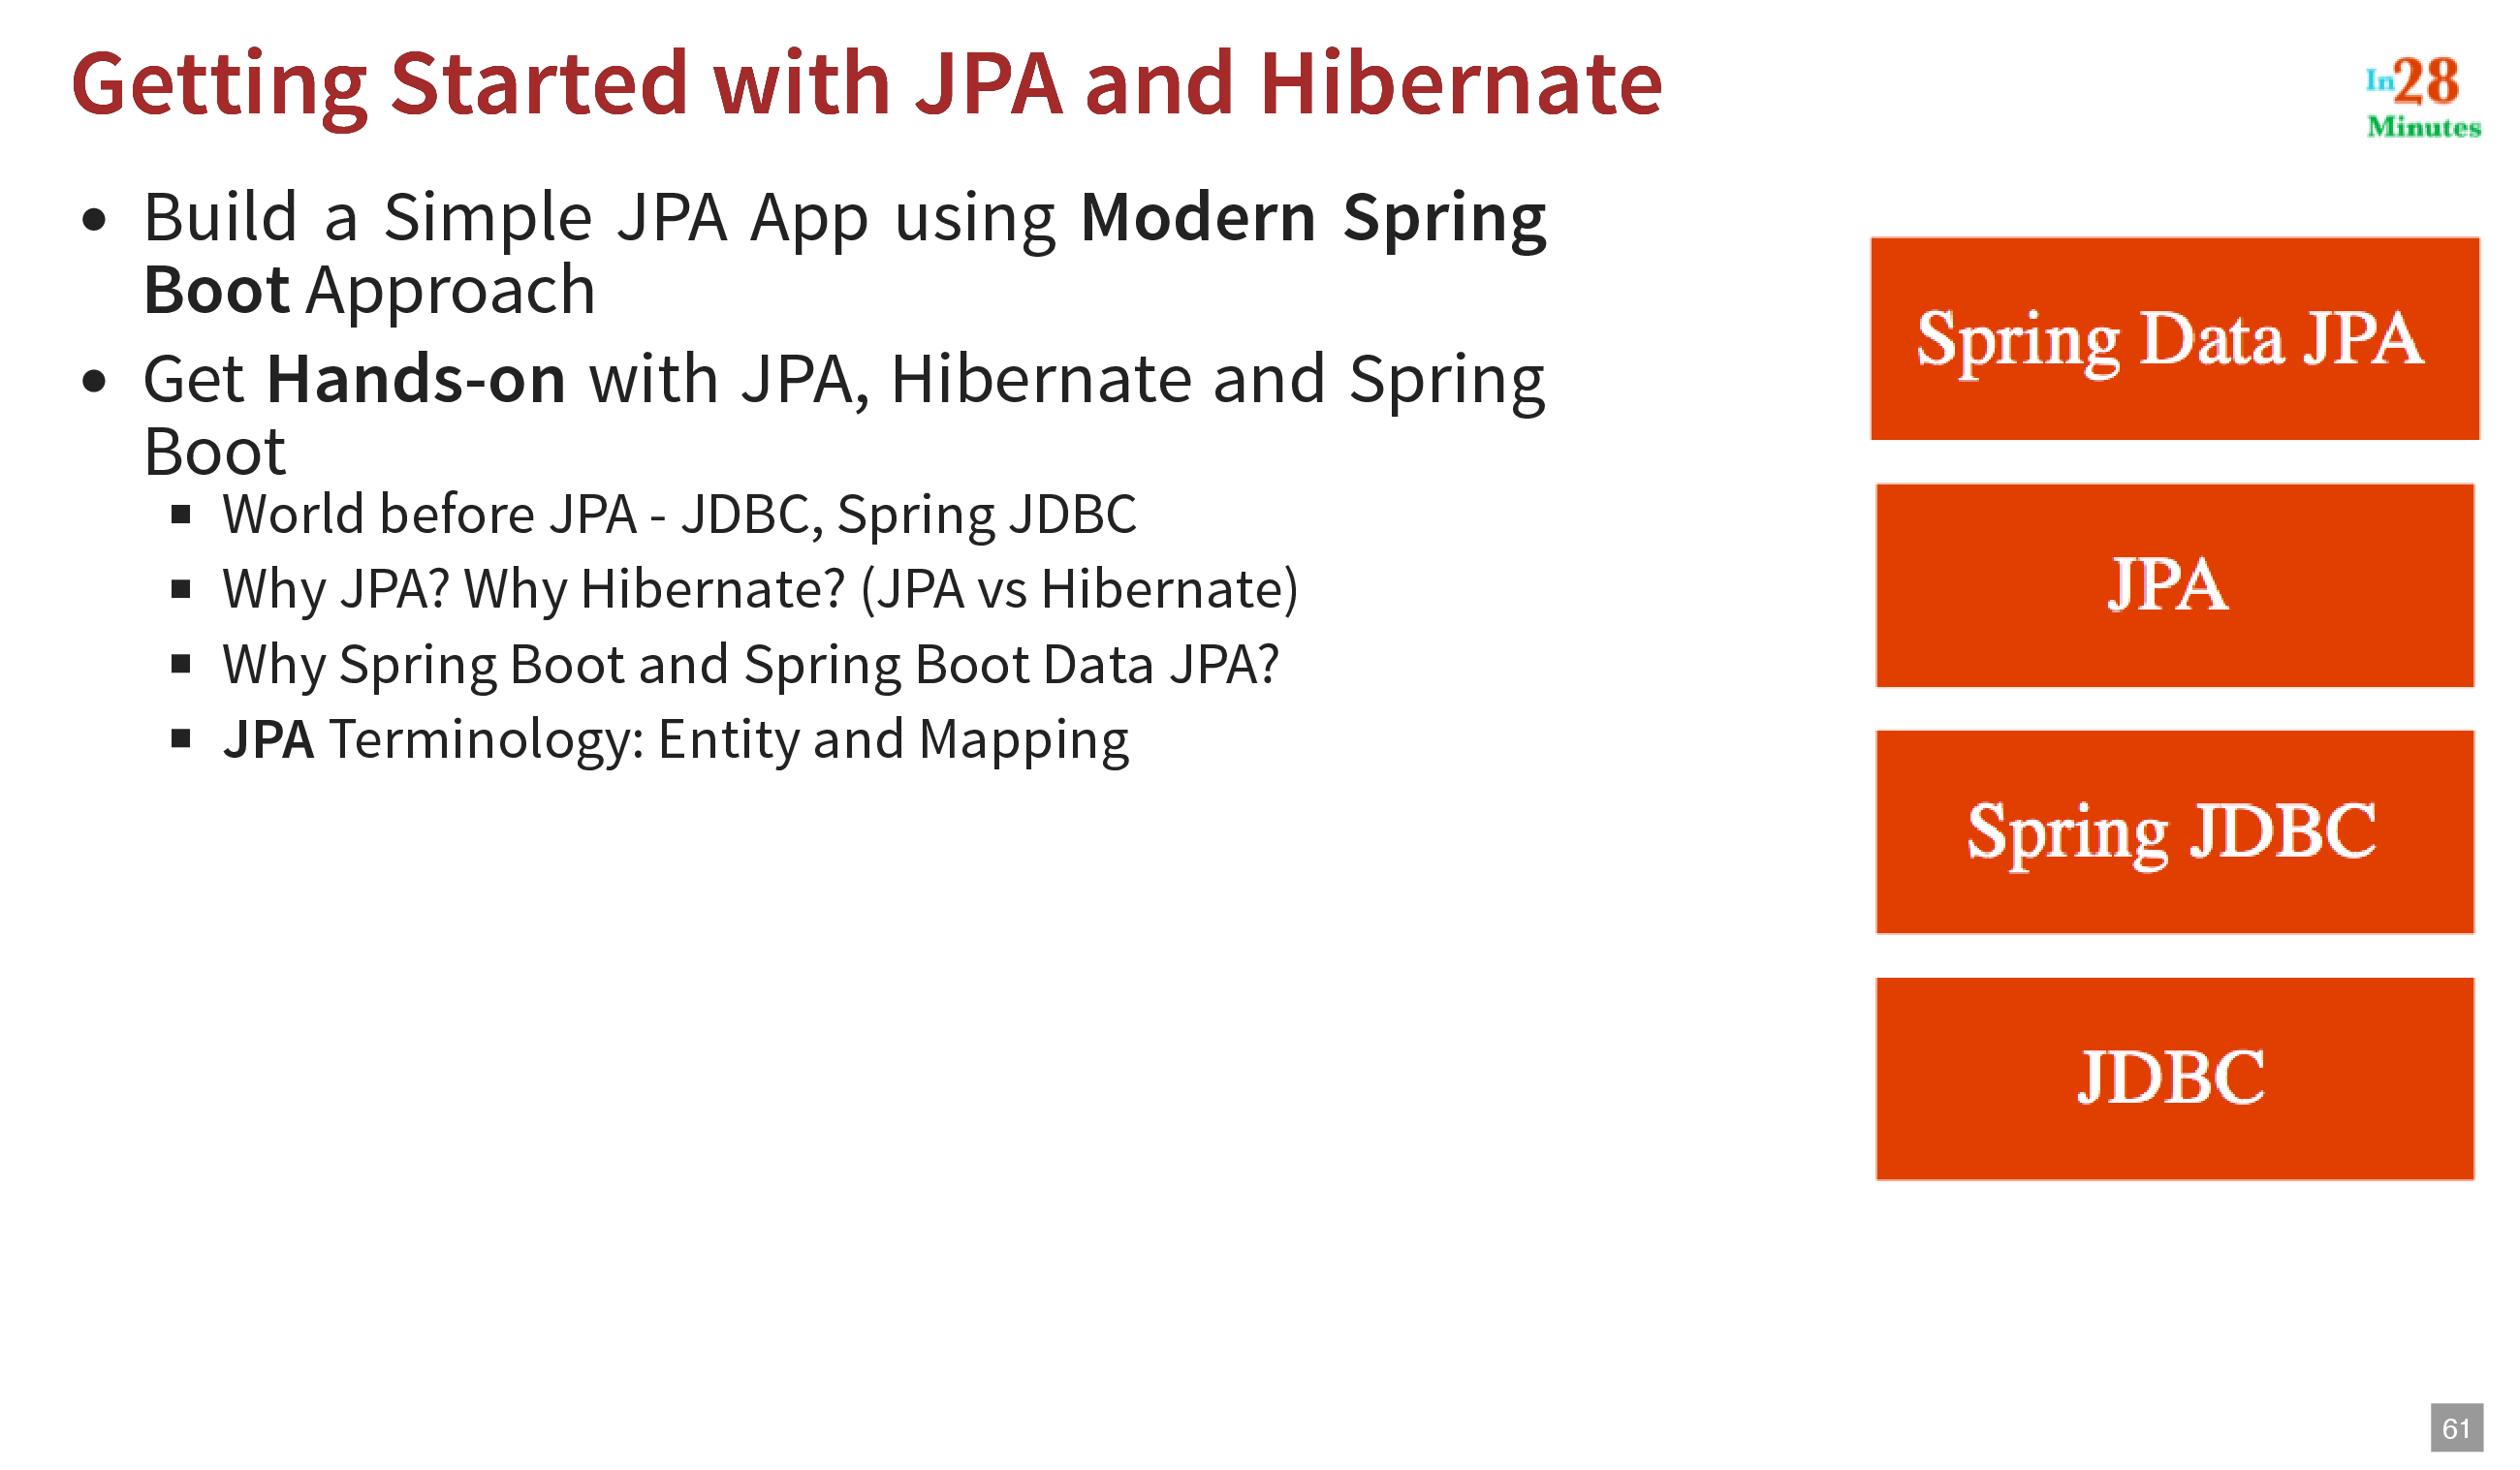 Getting Started with JPA and Hibernate
In28
Minutes
• Build a Simple JPA App using Modern Spring
Boot Approach
• Get Hands-on with JPA, Hibernate and Spring
Boot
▪ World before JPA - JDBC, Spring JDBC
▪ Why JPA? Why Hibernate? (JPA vs Hibernate)
▪ Why Spring Boot and Spring Boot Data JPA?
▪ JPA Terminology: Entity and Mapping
Spring Data JPA
JPA
Spring JDBC
JDBC
61